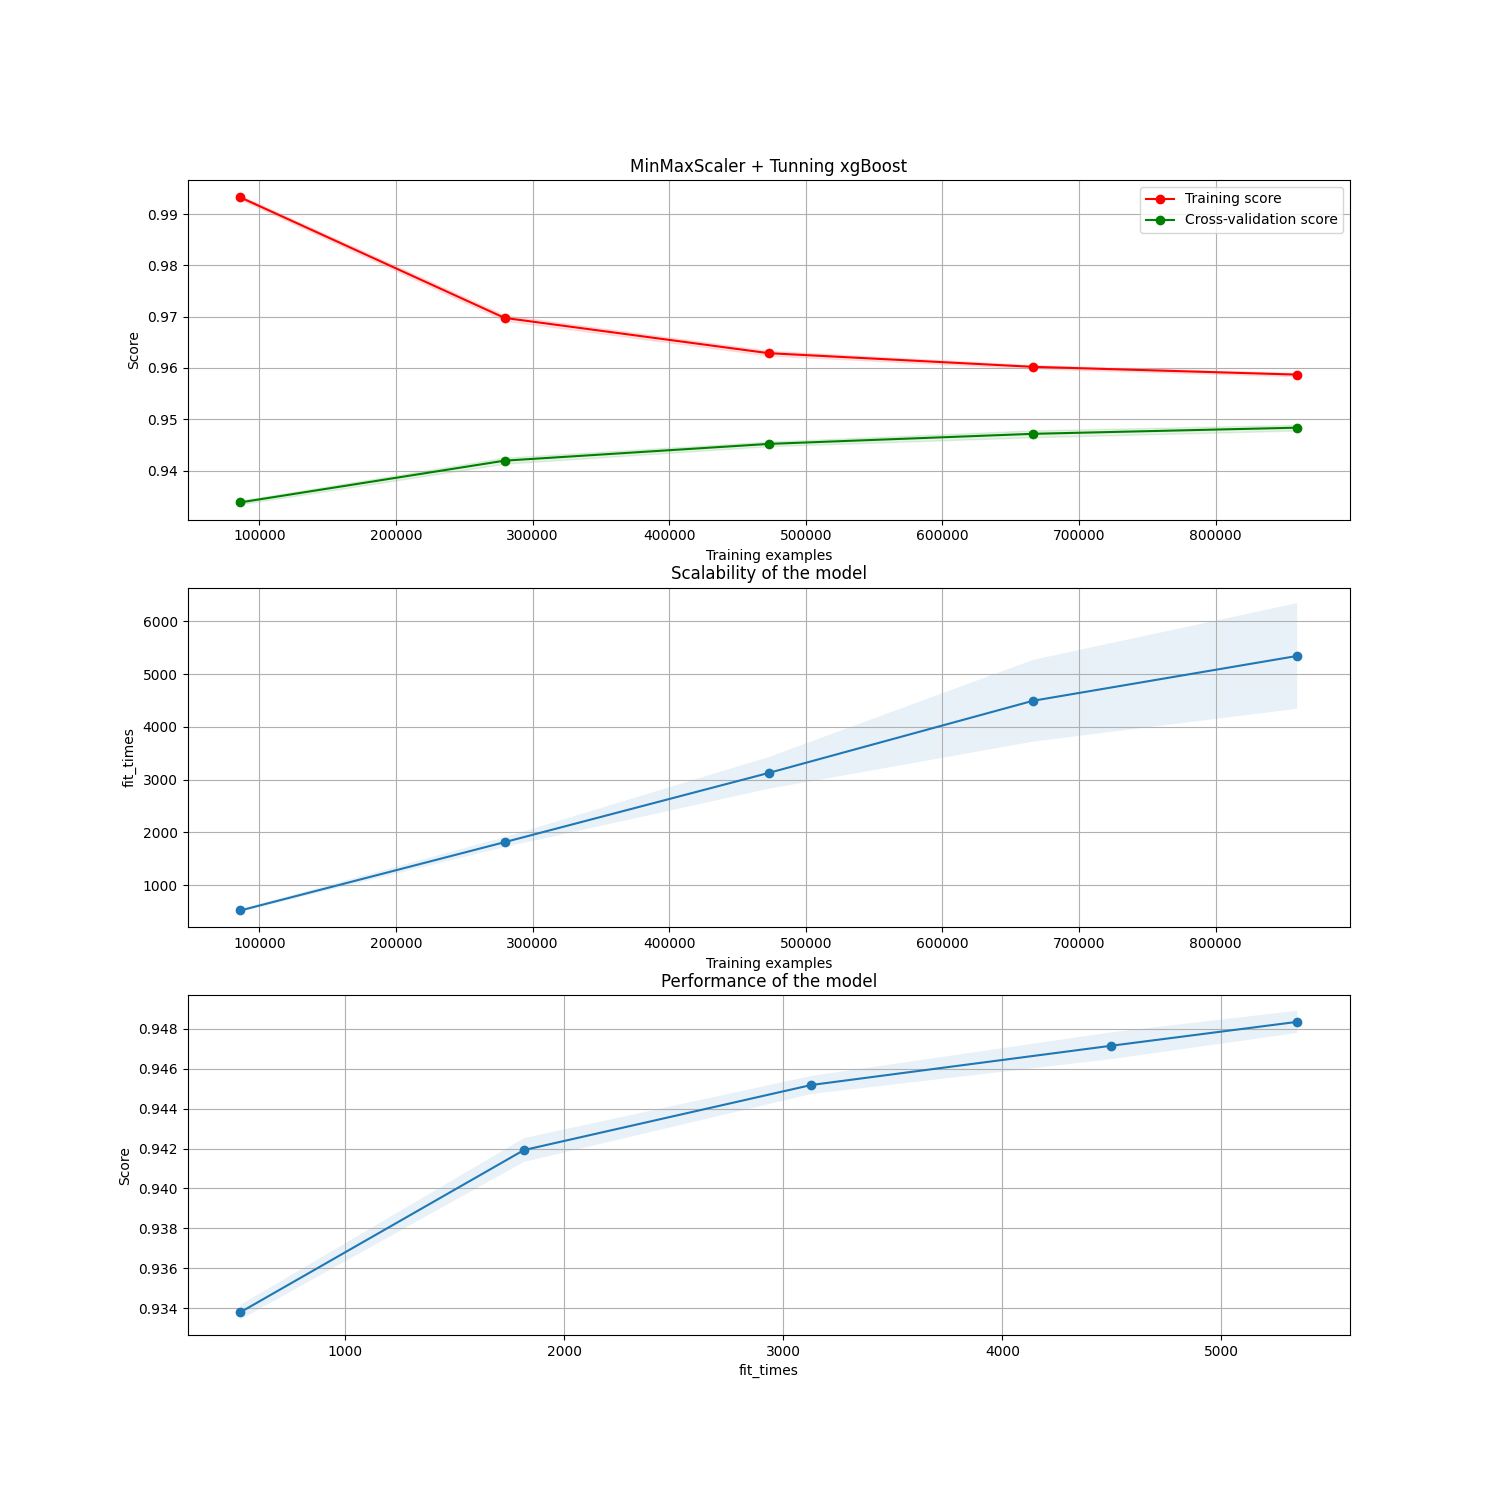 MinMaxScaler + Tunning xgBoost
Training score
Cross-validation score
0.99
0.98
0.97
0.96
0.95
0.94
Score
100000 200000 300000 400000 500000 600000 700000 800000
Training examples
Scalability of the model
6000
5000
4000
3000
2000
1000
fit_times
100000 200000 300000 400000 500000 600000 700000 800000
Training examples
Performance of the model
0.948
0.946
0.944
0.942
0.940
0.938
0.936
0.934
Score
1000 2000 3000 4000 5000
fit_times